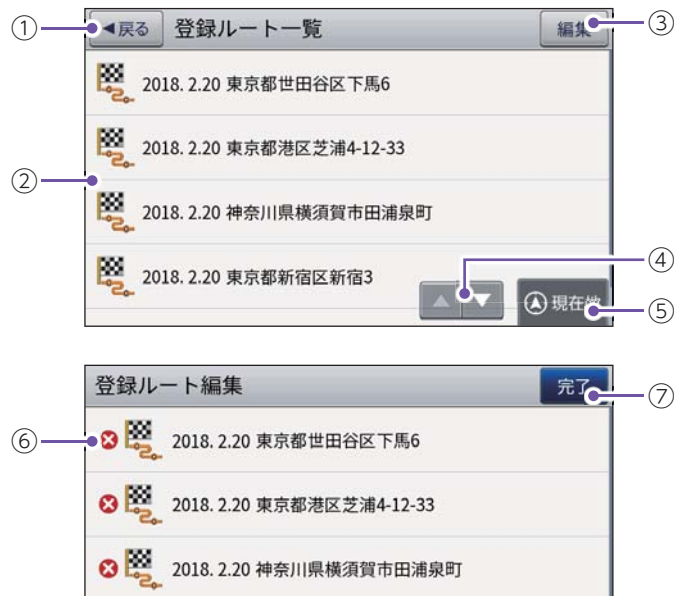 ① ◀戻る 登録ルート一覧 編集 ③
2018. 2.20 東京都世田谷区下馬6
2018. 2.20 東京都港区芝浦4-12-33
②
2018. 2.20 神奈川県横須賀市田浦泉町
2018. 2.20 東京都新宿区新宿3
④
▲ ▼ 現在地 ⑤
登録ルート編集 完了 ⑦
⑥ 2018. 2.20 東京都世田谷区下馬6
2018. 2.20 東京都港区芝浦4-12-33
2018. 2.20 神奈川県横須賀市田浦泉町